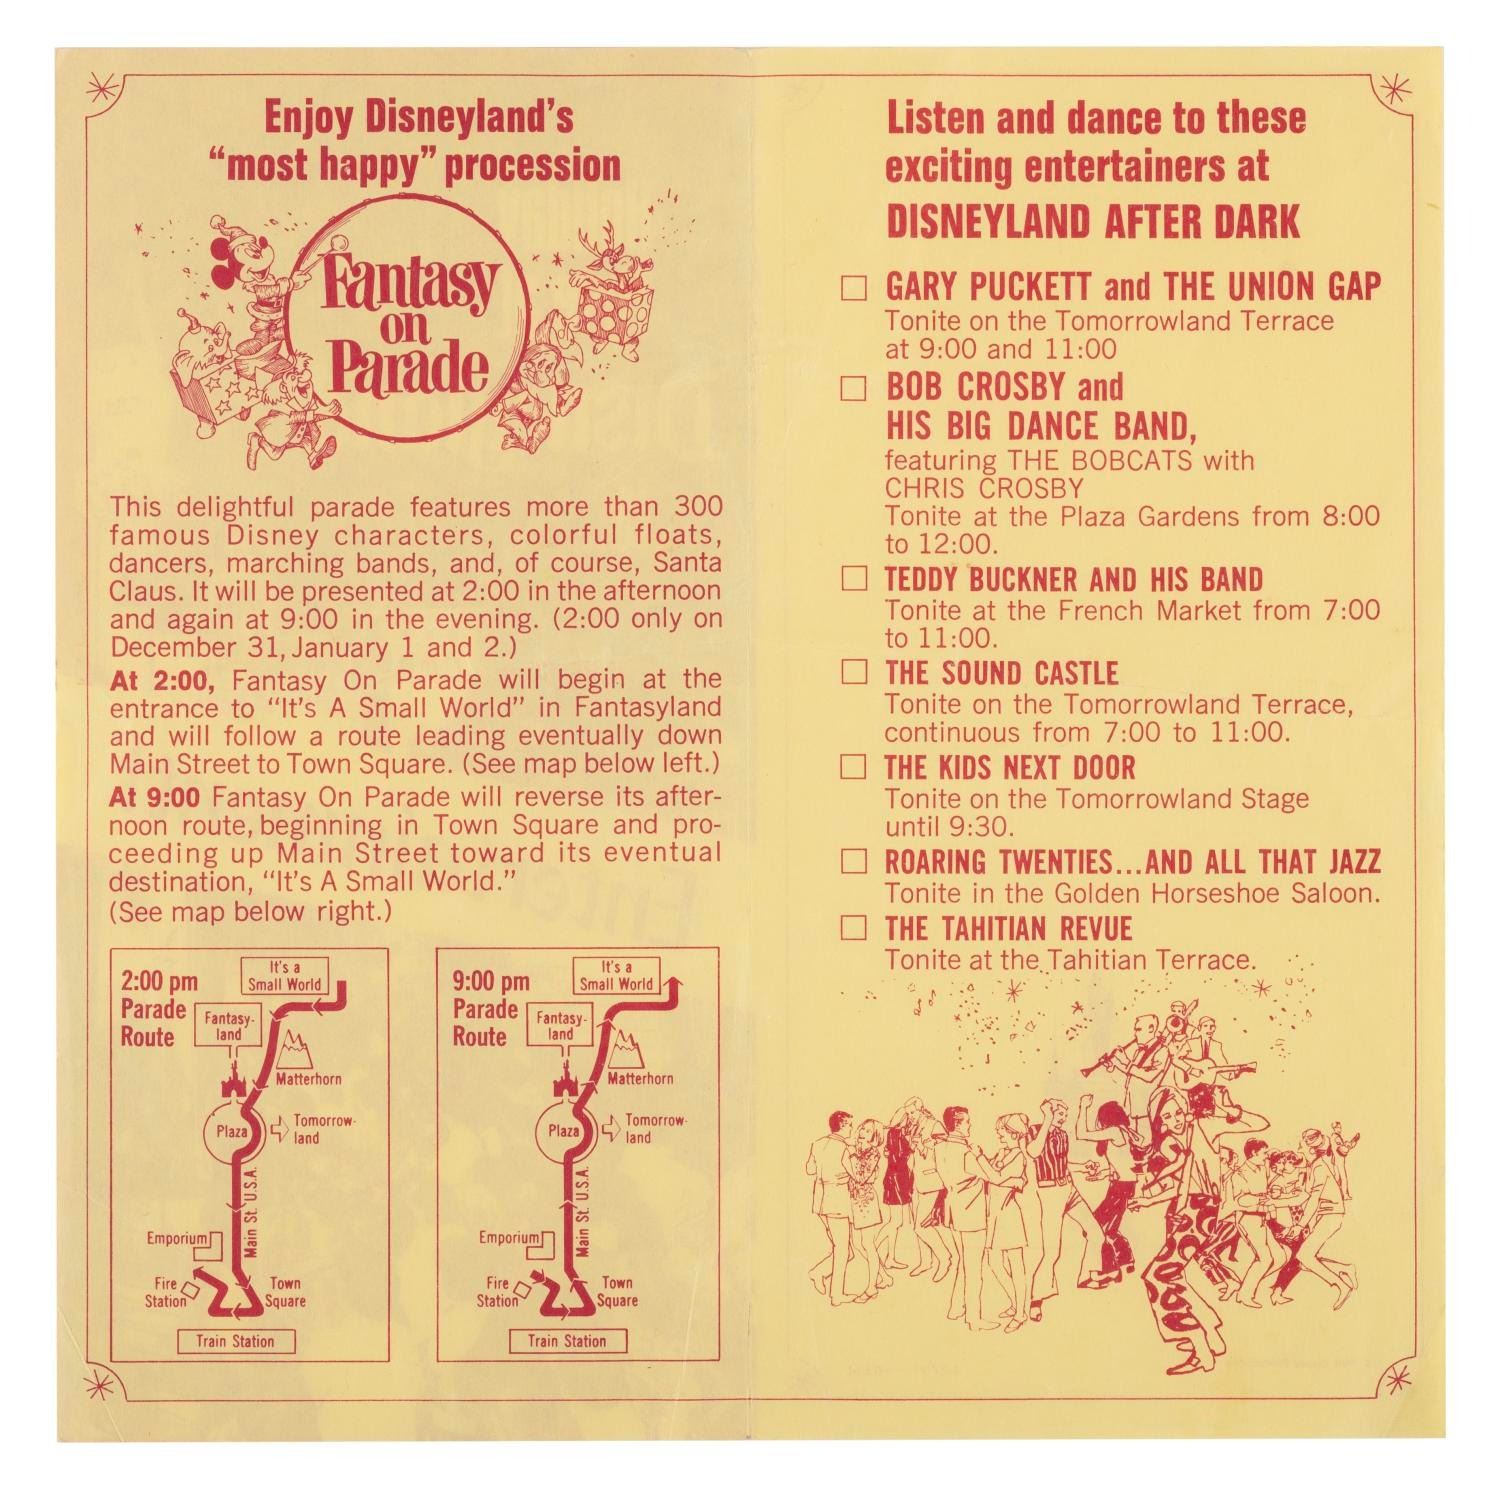 Enjoy Disneyland's
“most happy” procession
Fantasy
on
Parade
This delightful parade features more than 300
famous Disney characters, colorful floats,
dancers, marching bands, and, of course, Santa
Claus. It will be presented at 2:00 in the afternoon
and again at 9:00 in the evening. (2:00 only on
December 31, January 1 and 2.)
At 2:00, Fantasy On Parade will begin at the
entrance to “It's A Small World” in Fantasyland
and will follow a route leading eventually down
Main Street to Town Square. (See map below left.)
At 9:00 Fantasy On Parade will reverse its after-
noon route, beginning in Town Square and pro-
ceeding up Main Street toward its eventual
destination, “It's A Small World.”
(See map below right.)
2:00 pm
Parade
Route
It's a
Small World
Fantasy-
land
Matterhorn
Plaza
Tomorrow-
land
Main St. U.S.A.
Emporium
Fire
Station
Town
Square
Train Station
9:00 pm
Parade
Route
It's a
Small World
Fantasy-
land
Matterhorn
Plaza
Tomorrow-
land
Main St. U.S.A.
Emporium
Fire
Station
Town
Square
Train Station
Listen and dance to these
exciting entertainers at
DISNEYLAND AFTER DARK
GARY PUCKETT and THE UNION GAP
Tonite on the Tomorrowland Terrace
at 9:00 and 11:00
BOB CROSBY and
HIS BIG DANCE BAND,
featuring THE BOBCATS with
CHRIS CROSBY
Tonite at the Plaza Gardens from 8:00
to 12:00.
TEDDY BUCKNER AND HIS BAND
Tonite at the French Market from 7:00
to 11:00.
THE SOUND CASTLE
Tonite on the Tomorrowland Terrace,
continuous from 7:00 to 11:00.
THE KIDS NEXT DOOR
Tonite on the Tomorrowland Stage
until 9:30.
ROARING TWENTIES...AND ALL THAT JAZZ
Tonite in the Golden Horseshoe Saloon.
THE TAHITIAN REVUE
Tonite at the Tahitian Terrace.